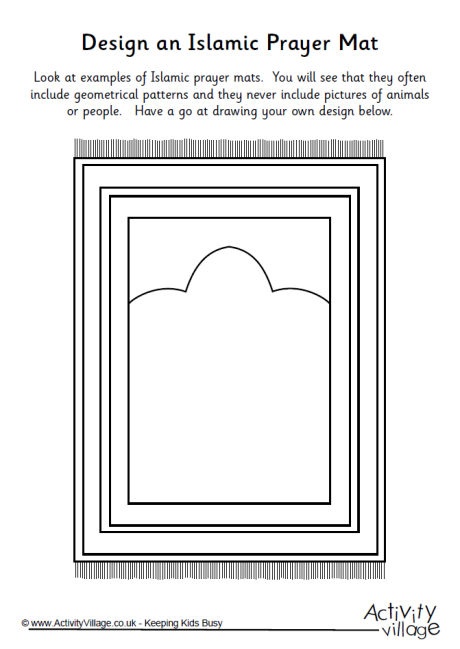 Design an Islamic Prayer Mat
Look at examples of Islamic prayer mats.  You will see that they often
include geometrical patterns and they never include pictures of animals
or people.   Have a go at drawing your own design below.
© www.ActivityVillage.co.uk - Keeping Kids Busy
Activity
village